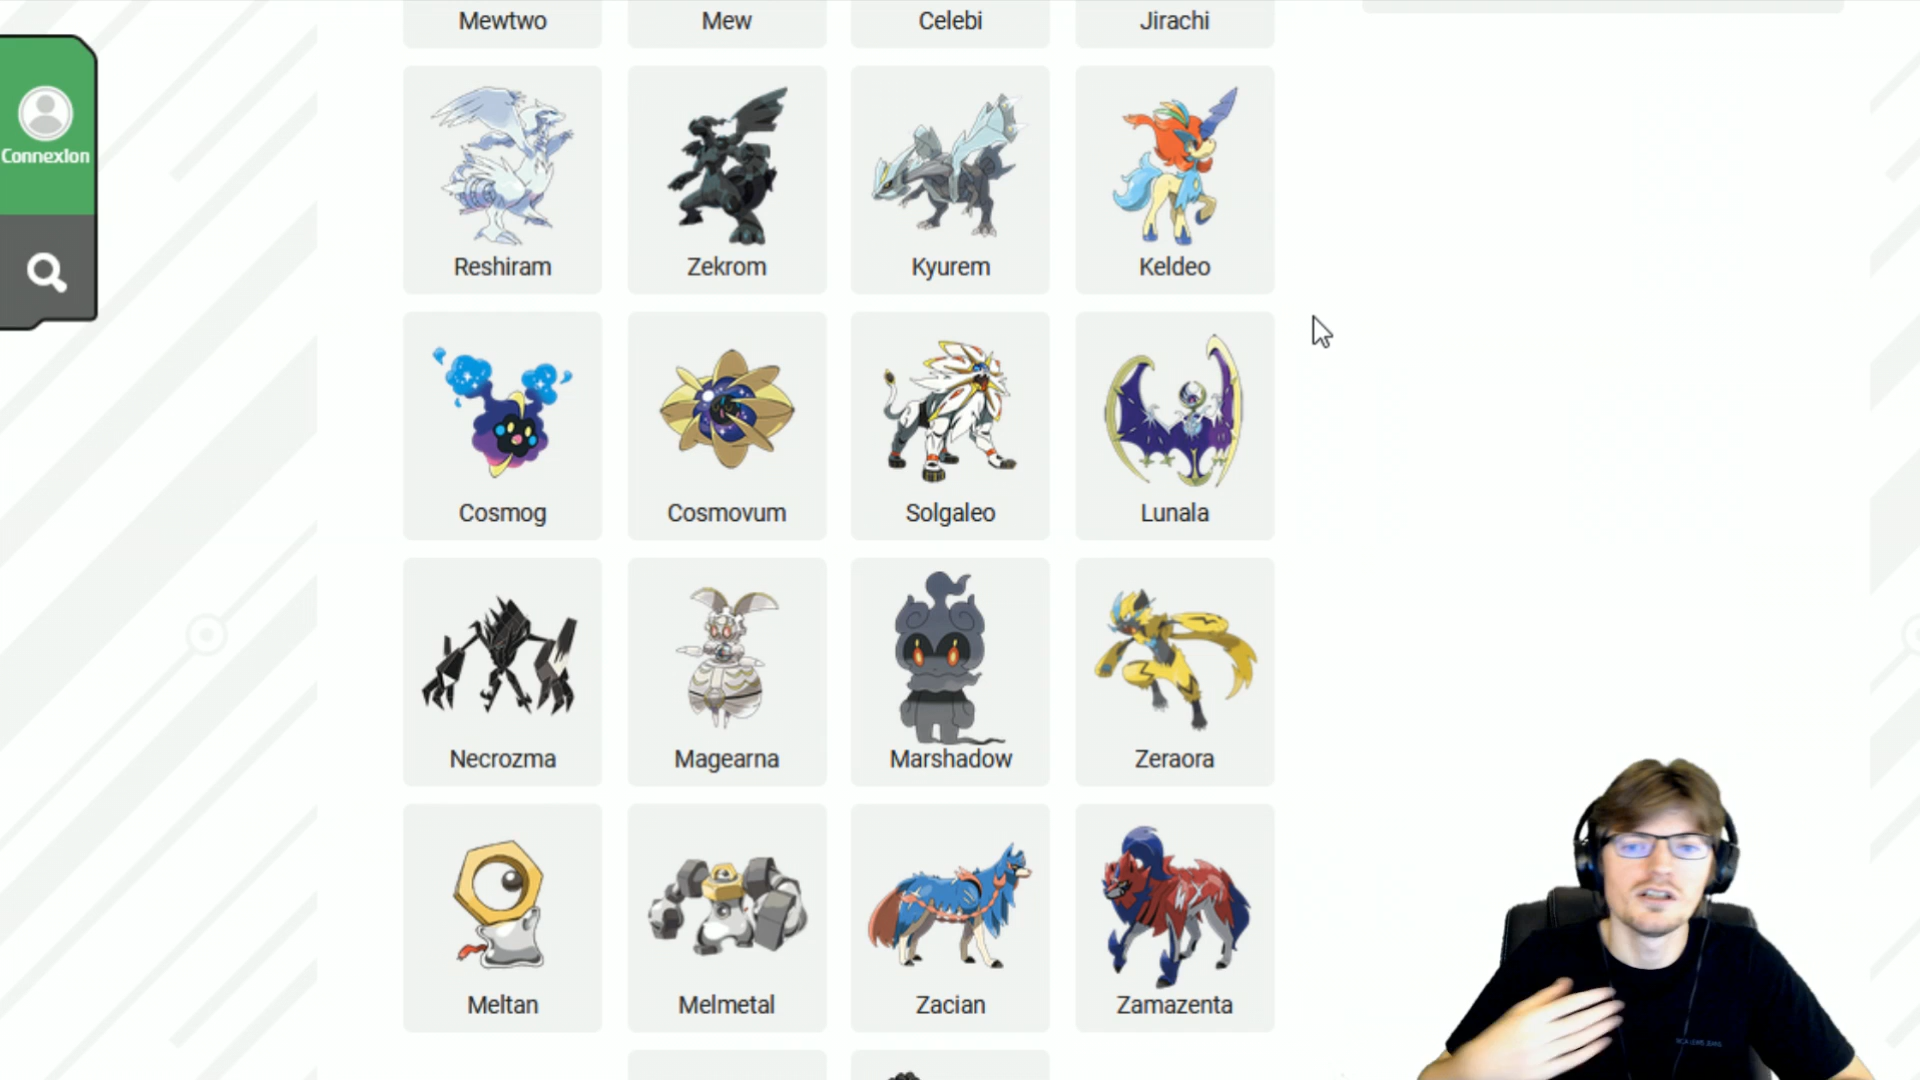 Mewtwo Mew Celebi Jirachi
Connexion
Reshiram Zekrom Kyurem Keldeo
Cosmog Cosmovum Solgaleo Lunala
Necrozma Magearna Marshadow Zeraora
Meltan Melmetal Zacian Zamazenta